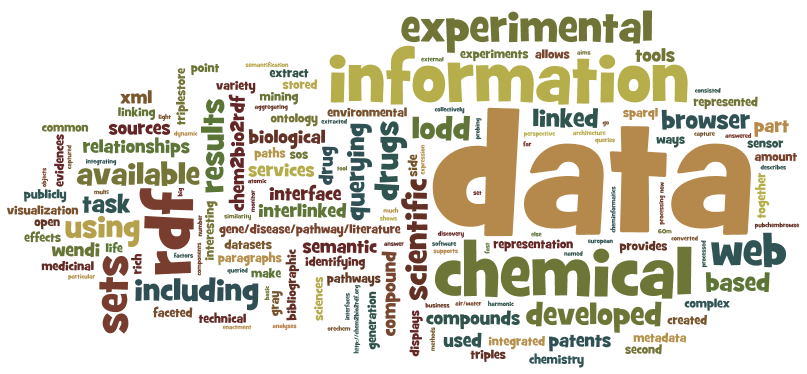 experimental
external
experiments
allows
aims
tools
information
semantification
point
extract
variety
stored
consisted
represented
triplestore
xml
mining
aggregating
linking
light
results
chem2bio2rdf
ontology
extracted
environmental
collectively
lodd
probing
linked
go
sparql
browser
part
common
sources
dynamic
biological
querying
drugs
data
perspective
architecture
queries
ways
capture
answered
sensor
evidences
captured
relationships
paths
sos
drug
side
expression
far
amount
objects
integrating
available
services
tool
describes
publicly
multi
rdf
big
atomic
monitor
interface
scientific
set
cheminformatics
processing
now
together
visualization
task
number
similarity
interlinked
much
shows
open
using
interesting
gene/disease/pathway/literature
discovery
else
60m
pubchembrowser
effects
wendi
life
components
datasets
semantic
answer
software
supports
fast
representation
european
named
provides
converted
processed
web
medicinal
rich
factors
paragraphs
identifying
particular
sets
queried
make
bibliographic
pathways
compound
chemical
based
including
basic
gray
sciences
interfaces
http://chem2bio2rdf.org
generation
business
air/water
harmonic
complex
faceted
technical
enactment
analyses
orechem
displays
methods
compounds
developed
created
used
integrated
patents
metadata
second
triples
chemistry